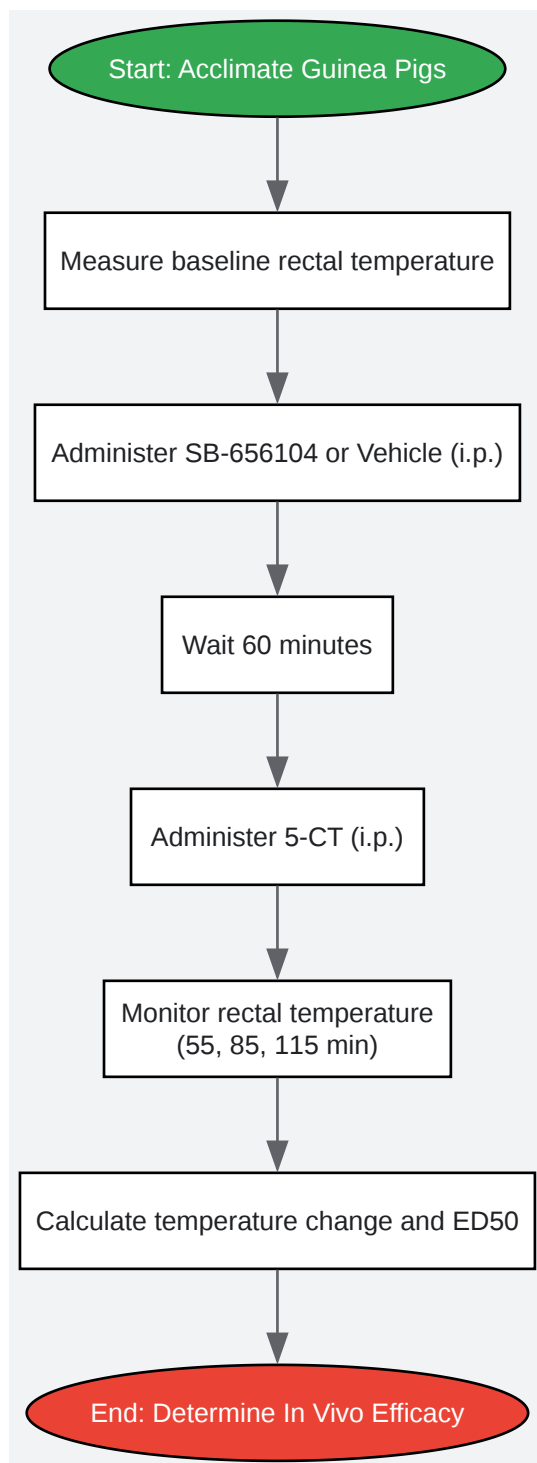 Start: Acclimate Guinea Pigs
Measure baseline rectal temperature
Administer SB-656104 or Vehicle (i.p.)
Wait 60 minutes
Administer 5-CT (i.p.)
Monitor rectal temperature
(55, 85, 115 min)
Calculate temperature change and ED50
End: Determine In Vivo Efficacy